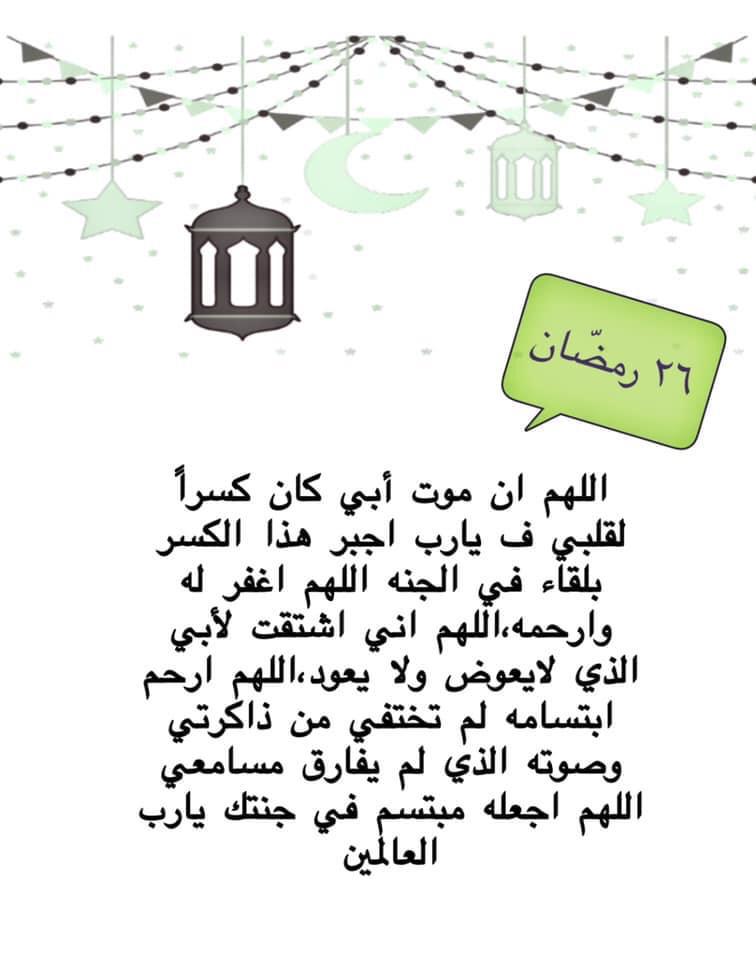 ٢٦ رمضّان
اللهم ان موت أبي كان كسراً
لقلبي ف يارب اجبر هذا الكسر
بلقاء في الجنه اللهم اغفر له
وارحمه،اللهم اني اشتقت لأبي
الذي لايعوض ولا يعود،اللهم ارحم
ابتسامه لم تختفي من ذاكرتي
وصوته الذي لم يفارق مسامعي
اللهم اجعله مبتسم في جنتك يارب
العالمين